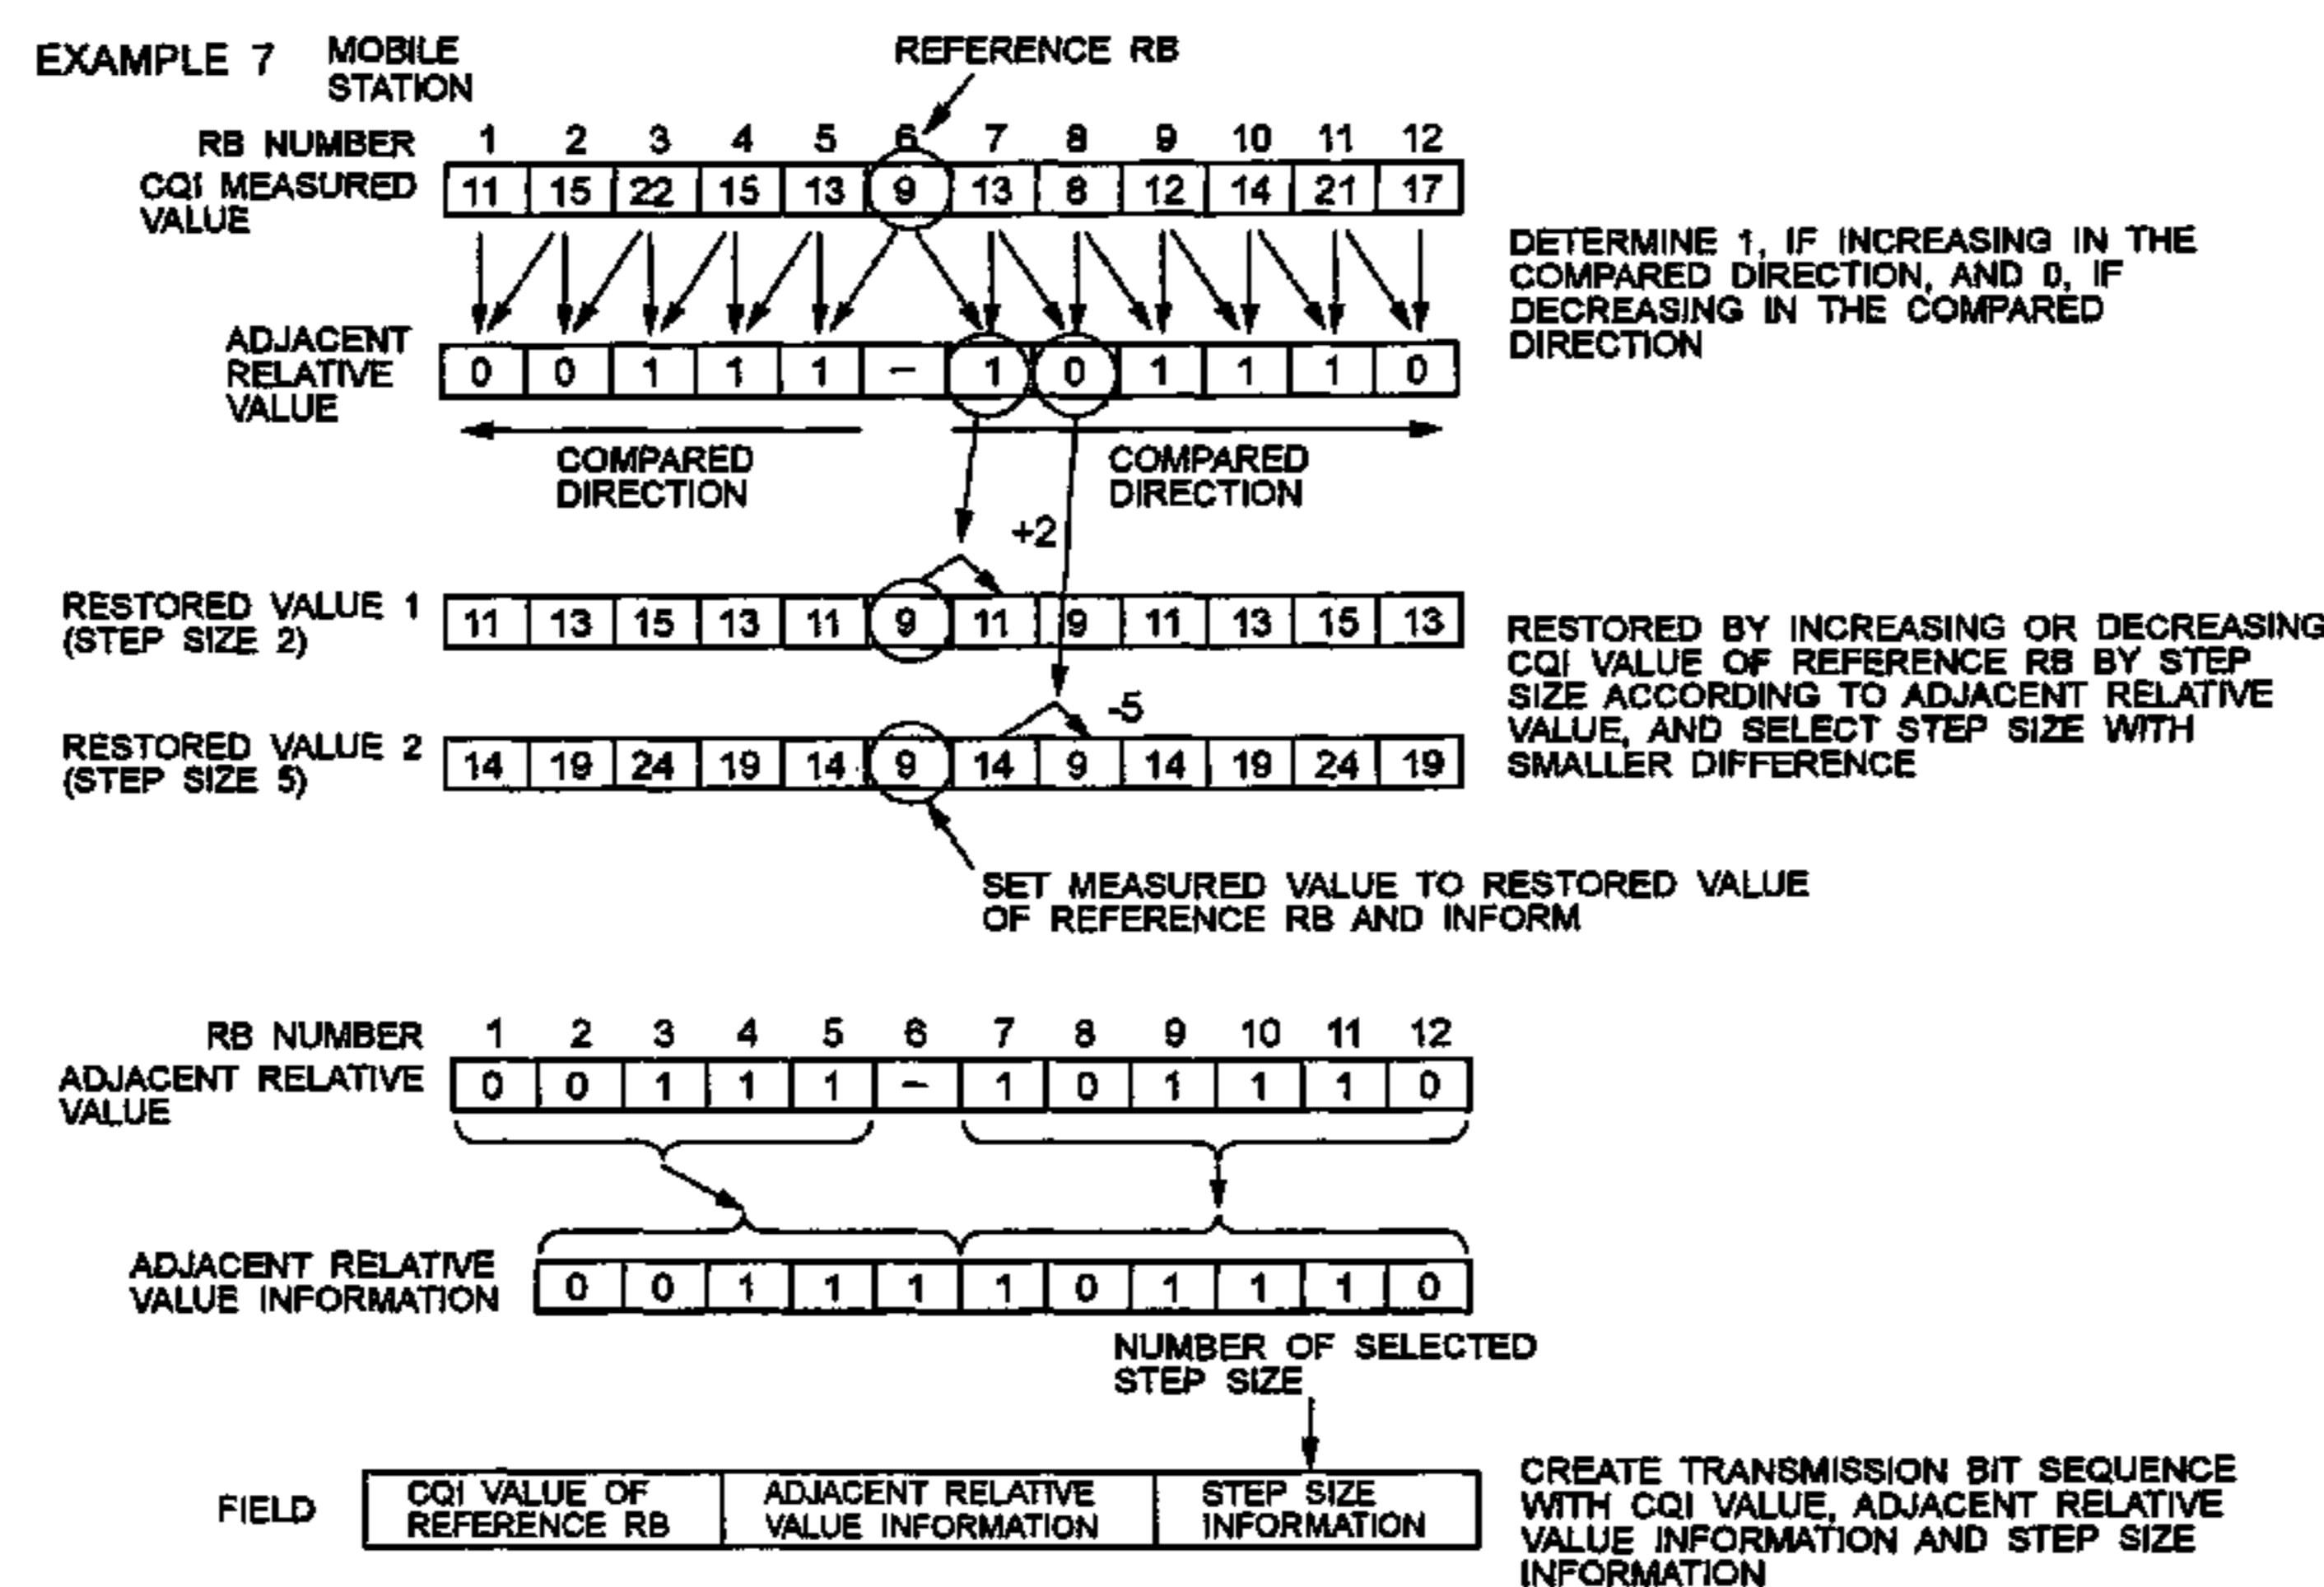 EXAMPLE 7
MOBILE
STATION
REFERENCE RB
RB NUMBER 1 2 3 4 5 6 7 8 9 10 11 12
CQI MEASURED
VALUE
11 15 22 15 13 9 13 8 12 14 21 17
DETERMINE 1, IF INCREASING IN THE
COMPARED DIRECTION, AND 0, IF
DECREASING IN THE COMPARED
DIRECTION
ADJACENT
RELATIVE
VALUE
0 0 1 1 1 – 1 0 1 1 1 0
COMPARED
DIRECTION
COMPARED
DIRECTION
+2
RESTORED VALUE 1
(STEP SIZE 2)
11 13 15 13 11 9 11 9 11 13 15 13
RESTORED BY INCREASING OR DECREASING
CQI VALUE OF REFERENCE RB BY STEP
SIZE ACCORDING TO ADJACENT RELATIVE
VALUE, AND SELECT STEP SIZE WITH
SMALLER DIFFERENCE
-5
RESTORED VALUE 2
(STEP SIZE 5)
14 19 24 19 14 9 14 9 14 19 24 19
SET MEASURED VALUE TO RESTORED VALUE
OF REFERENCE RB AND INFORM
RB NUMBER 1 2 3 4 5 6 7 8 9 10 11 12
ADJACENT RELATIVE
VALUE
0 0 1 1 1 – 1 0 1 1 1 0
ADJACENT RELATIVE
VALUE INFORMATION
0 0 1 1 1 1 0 1 1 1 0
NUMBER OF SELECTED
STEP SIZE
FIELD
CQI VALUE OF
REFERENCE RB
ADJACENT RELATIVE
VALUE INFORMATION
STEP SIZE
INFORMATION
CREATE TRANSMISSION BIT SEQUENCE
WITH CQI VALUE, ADJACENT RELATIVE
VALUE INFORMATION AND STEP SIZE
INFORMATION